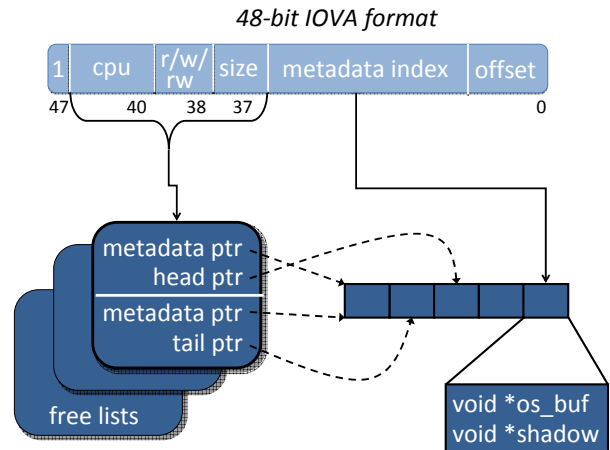 48-bit IOVA format
1 cpu r/w/ rw size metadata index offset
47 40 38 37 0
metadata ptr
head ptr
metadata ptr
tail ptr
free lists
void *os_buf
void *shadow